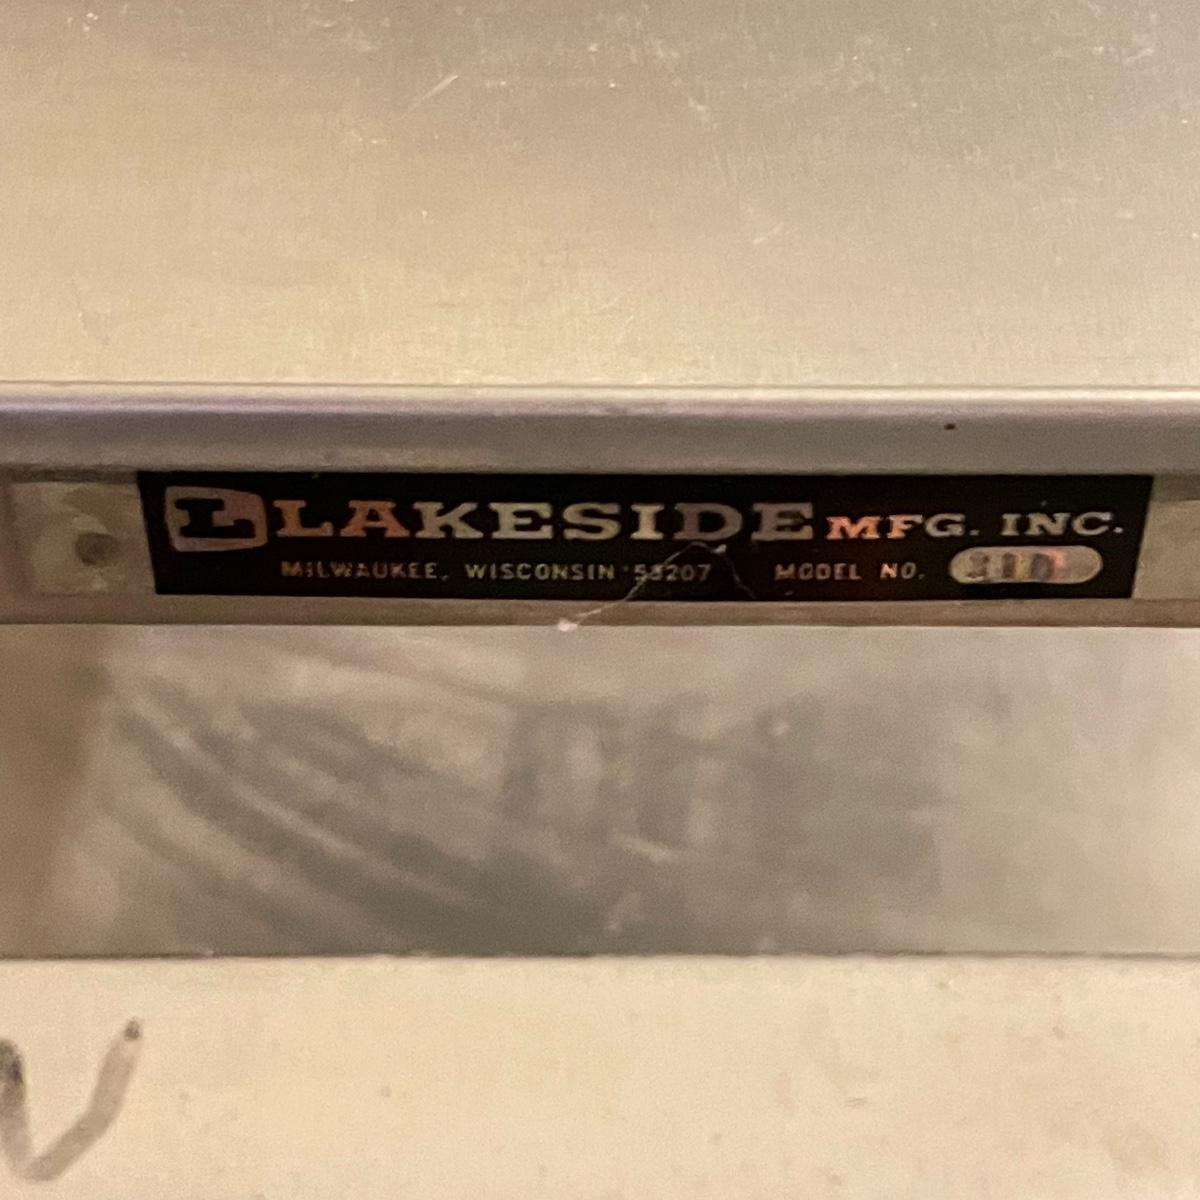 L LAKESIDE MFG. INC.
MILWAUKEE, WISCONSIN 53207 MODEL NO.